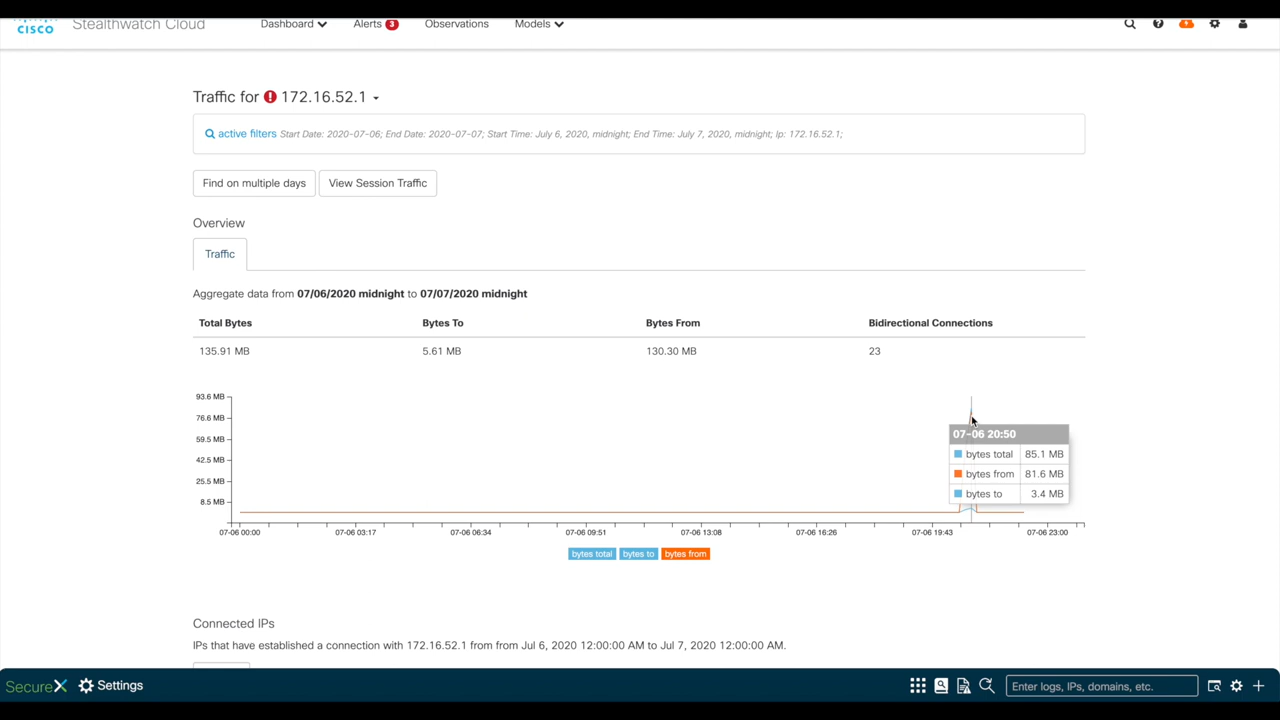 CISCO Stealthwatch Cloud Dashboard Alerts 3 Observations Models
Traffic for 172.16.52.1
active filters Start Date: 2020-07-06; End Date: 2020-07-07; Start Time: July 6, 2020, midnight; End Time: July 7, 2020, midnight; Ip: 172.16.52.1;
Find on multiple days View Session Traffic
Overview
Traffic
Aggregate data from 07/06/2020 midnight to 07/07/2020 midnight
Total Bytes Bytes To Bytes From Bidirectional Connections
135.91 MB 5.61 MB 130.30 MB 23
93.6 MB
76.6 MB
59.5 MB
42.5 MB
25.5 MB
8.5 MB
07-06 20:50
bytes total 85.1 MB
bytes from 81.6 MB
bytes to 3.4 MB
07-06 00:00 07-06 03:17 07-06 06:34 07-06 09:51 07-06 13:08 07-06 16:26 07-06 19:43 07-06 23:00
bytes total bytes to bytes from
Connected IPs
IPs that have established a connection with 172.16.52.1 from from Jul 6, 2020 12:00:00 AM to Jul 7, 2020 12:00:00 AM.
SecureX Settings Enter logs, IPs, domains, etc.